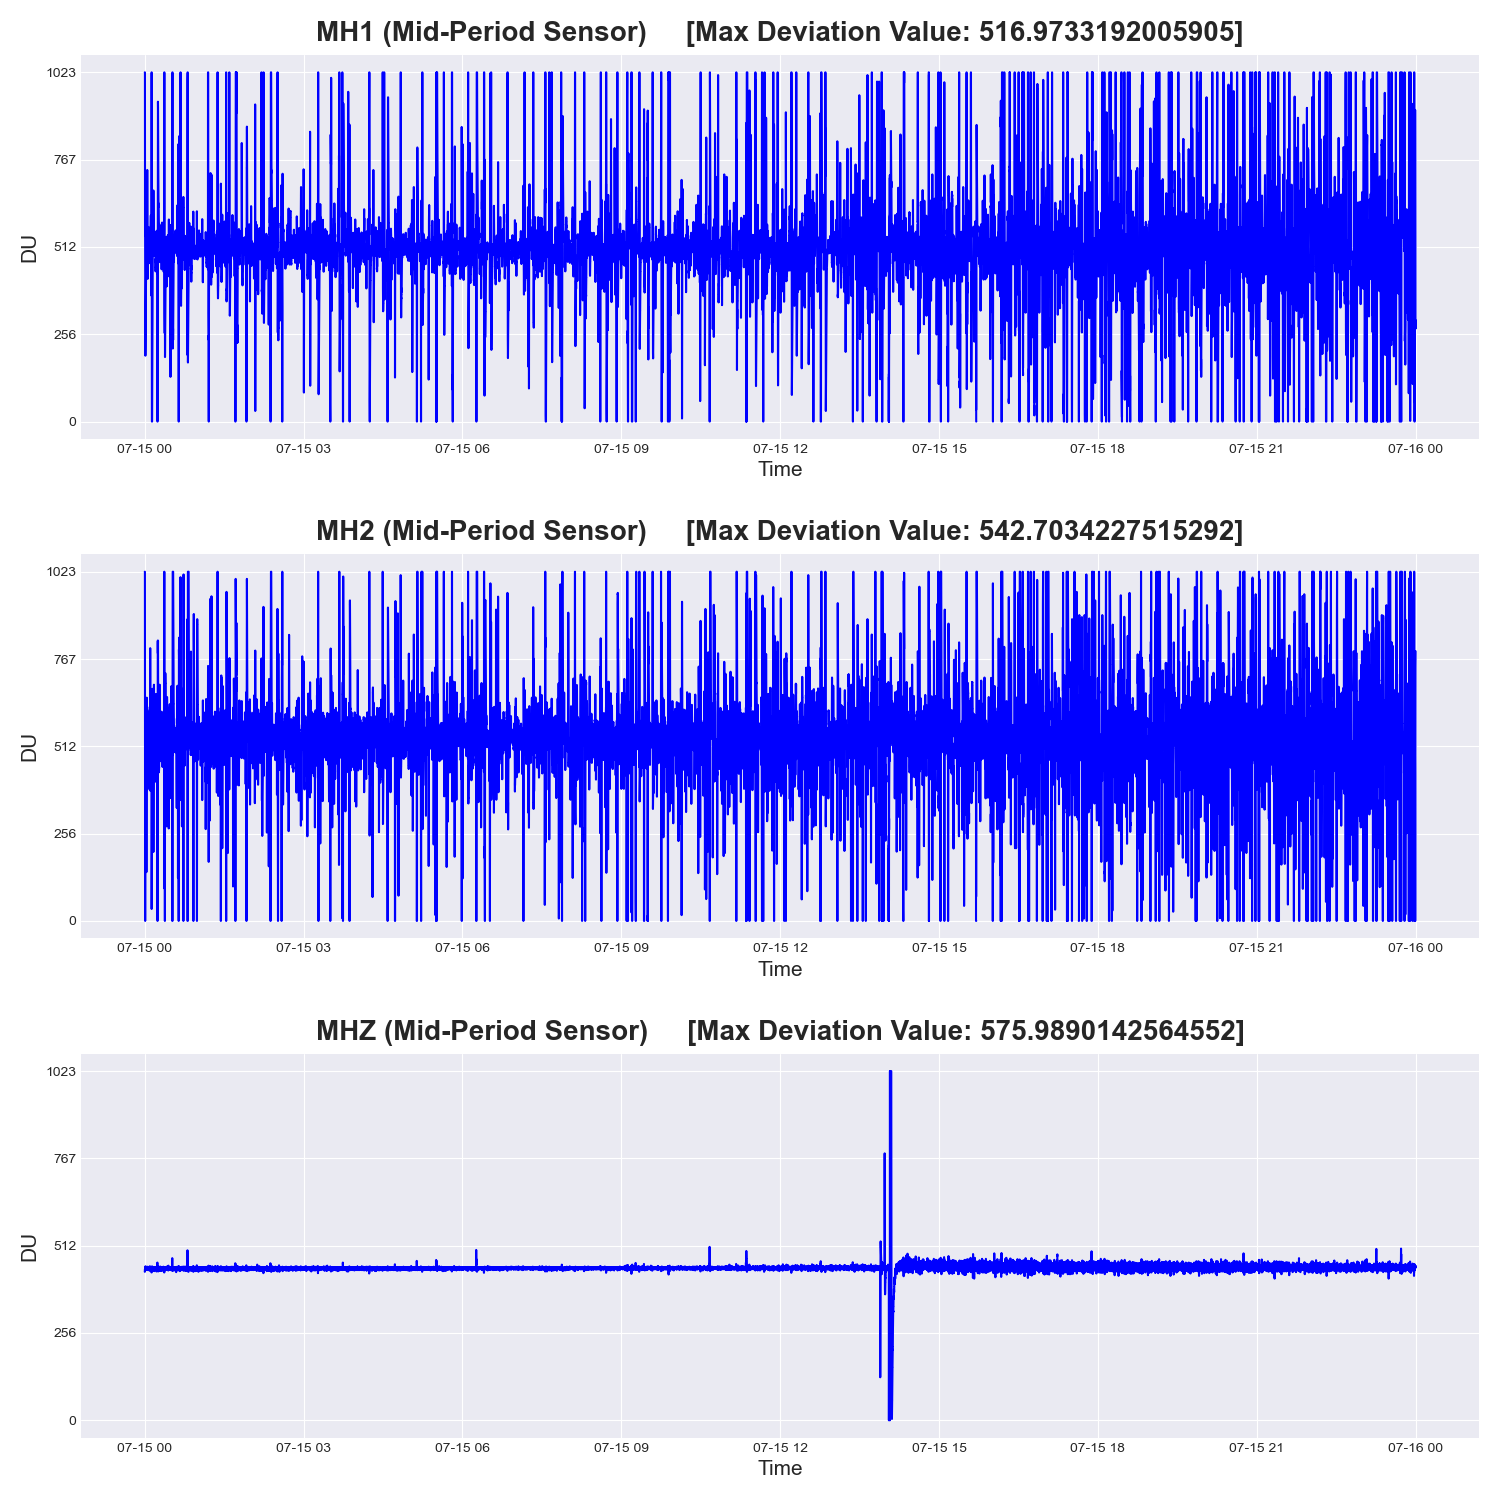 MH1 (Mid-Period Sensor) [Max Deviation Value: 516.9733192005905]
1023
767
512
256
0
DU
07-15 00 07-15 03 07-15 06 07-15 09 07-15 12 07-15 15 07-15 18 07-15 21 07-16 00
Time
MH2 (Mid-Period Sensor) [Max Deviation Value: 542.7034227515292]
1023
767
512
256
0
DU
07-15 00 07-15 03 07-15 06 07-15 09 07-15 12 07-15 15 07-15 18 07-15 21 07-16 00
Time
MHZ (Mid-Period Sensor) [Max Deviation Value: 575.9890142564552]
1023
767
512
256
0
DU
07-15 00 07-15 03 07-15 06 07-15 09 07-15 12 07-15 15 07-15 18 07-15 21 07-16 00
Time